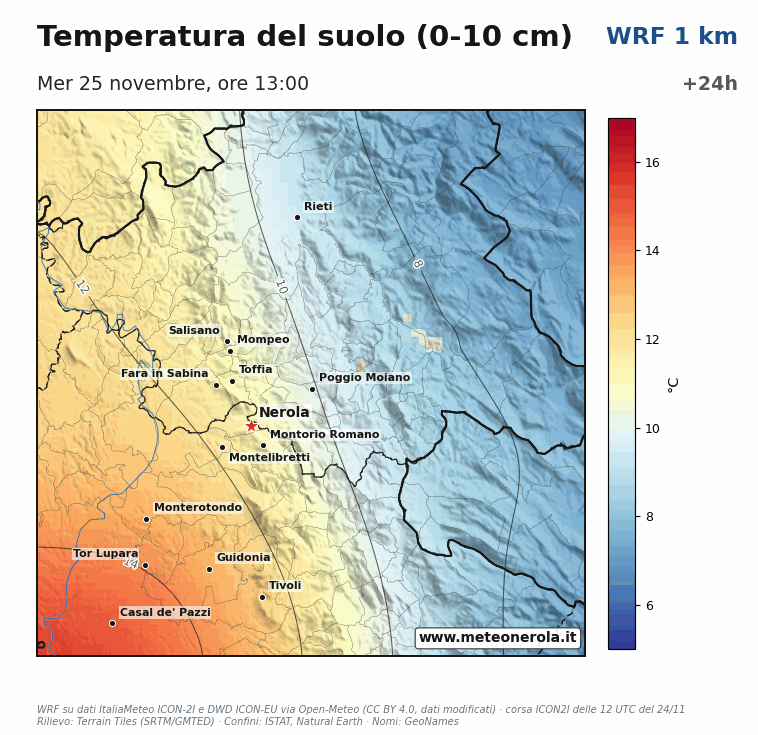 Temperatura del suolo (0-10 cm)
WRF 1 km
Mer 25 novembre, ore 13:00
+24h
Rieti
12
10
8
Salisano
Mompeo
Toffia
Fara in Sabina
Poggio Moiano
Nerola
Montorio Romano
Montelibretti
Monterotondo
Tor Lupara
14
Guidonia
Tivoli
Casal de' Pazzi
www.meteonerola.it
16
14
12
10
8
6
°C
WRF su dati ItaliaMeteo ICON-2I e DWD ICON-EU via Open-Meteo (CC BY 4.0, dati modificati) · corsa ICON2I delle 12 UTC del 24/11
Rilievo: Terrain Tiles (SRTM/GMTED) · Confini: ISTAT, Natural Earth · Nomi: GeoNames